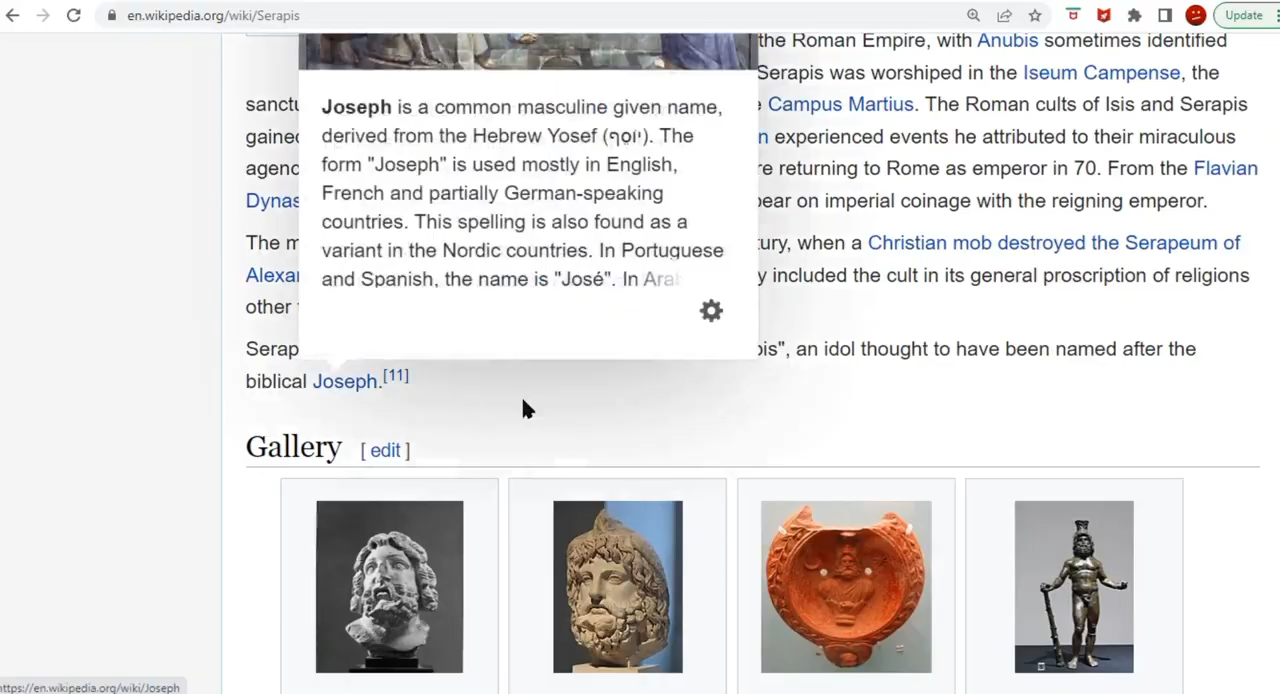 en.wikipedia.org/wiki/Serapis
Update
the Roman Empire, with Anubis sometimes identified
Serapis was worshiped in the Iseum Campense, the
sanctu
Campus Martius. The Roman cults of Isis and Serapis
gained
experienced events he attributed to their miraculous
agenc
re returning to Rome as emperor in 70. From the Flavian
Dynas
ear on imperial coinage with the reigning emperor.
The m
tury, when a Christian mob destroyed the Serapeum of
Alexan
y included the cult in its general proscription of religions
other
Serap
pis", an idol thought to have been named after the
biblical Joseph.[11]
Joseph is a common masculine given name,
derived from the Hebrew Yosef (יוֹסֵף). The
form "Joseph" is used mostly in English,
French and partially German-speaking
countries. This spelling is also found as a
variant in the Nordic countries. In Portuguese
and Spanish, the name is "José". In Arab
Gallery [ edit ]
https://en.wikipedia.org/wiki/Joseph